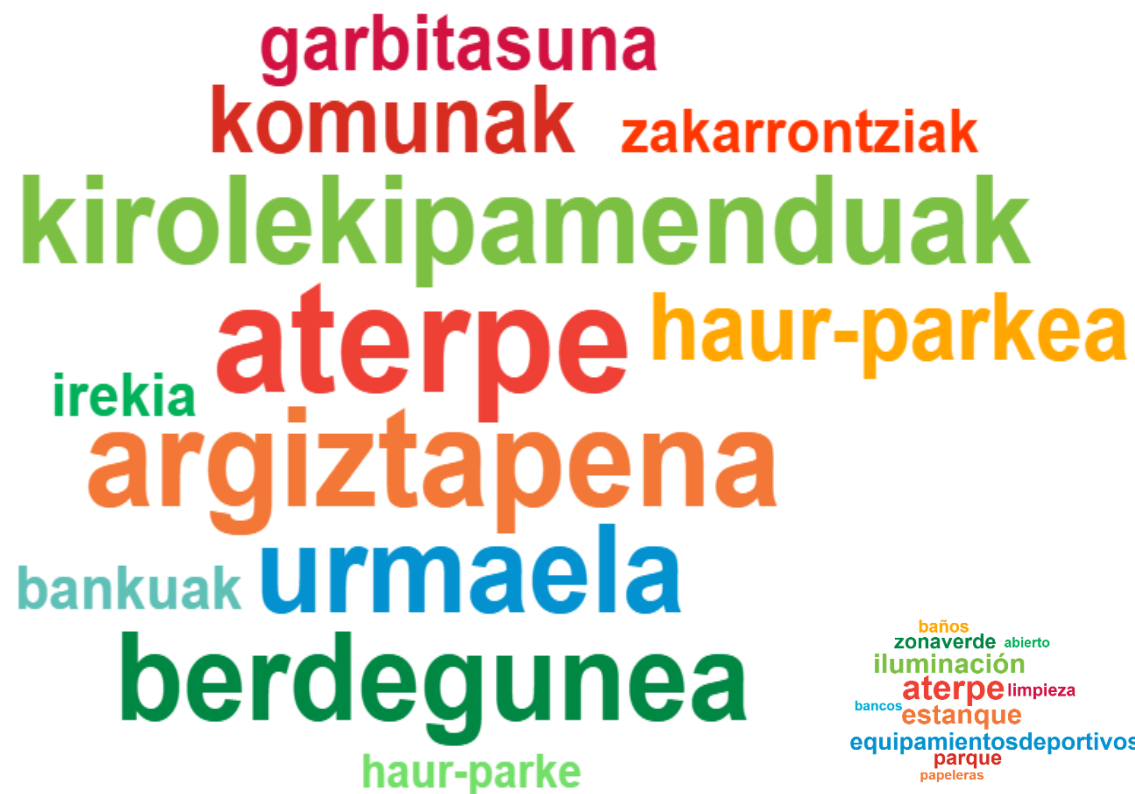 garbitasuna
komunak zakarrontziak
kirolekipamenduak
aterpe haur-parkea
irekia
argiztapena
bankuak urmaela
berdegunea
haur-parke
baños
zonaverde abierto
iluminación
aterpe limpieza
bancos estanque
equipamientosdeportivos
parque
papeleras